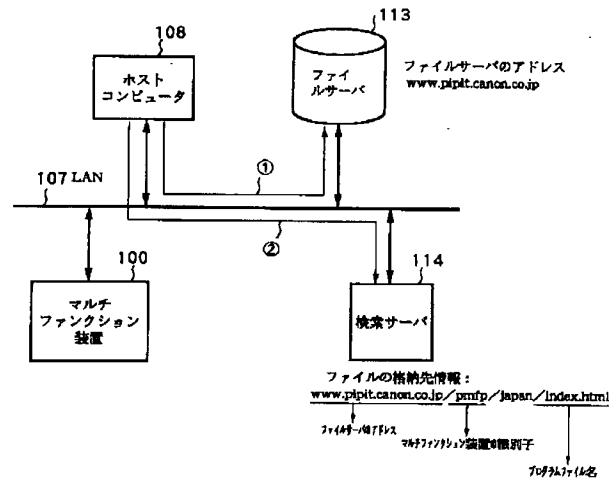 108
ホスト
コンピュータ
113
ファイ
ルサーバ
ファイルサーバのアドレス
www.pipit.canon.co.jp
①
107 LAN
②
100
マルチ
ファンクション
装置
114
検索サーバ
ファイルの格納先情報：
www.pipit.canon.co.jp/pmfp/japan/index.html
ファイルサーバのアドレス
マルチファンクション装置の識別子
プログラムファイル名